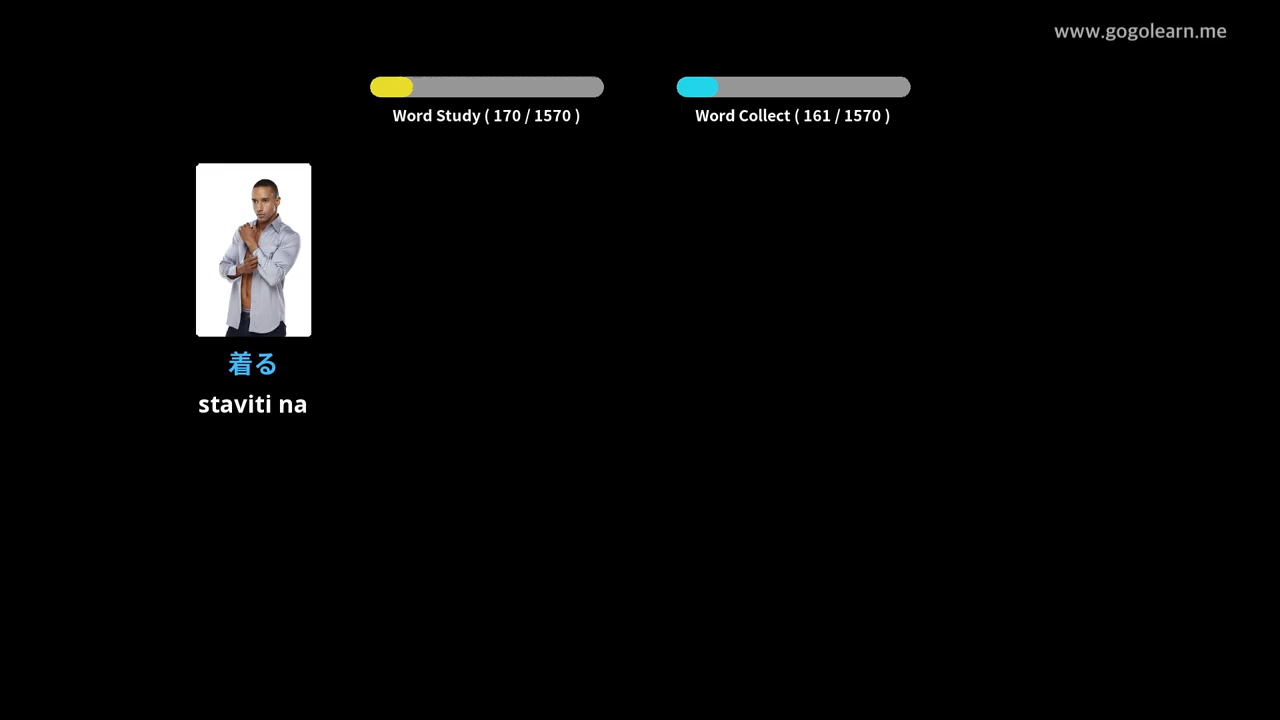 www.gogolearn.me
Word Study ( 170 / 1570 )
Word Collect ( 161 / 1570 )
着る
staviti na